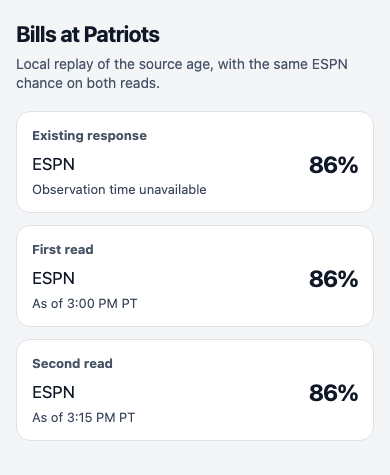 Bills at Patriots
Local replay of the source age, with the same ESPN
chance on both reads.
Existing response
ESPN
86%
Observation time unavailable
First read
ESPN
86%
As of 3:00 PM PT
Second read
ESPN
86%
As of 3:15 PM PT